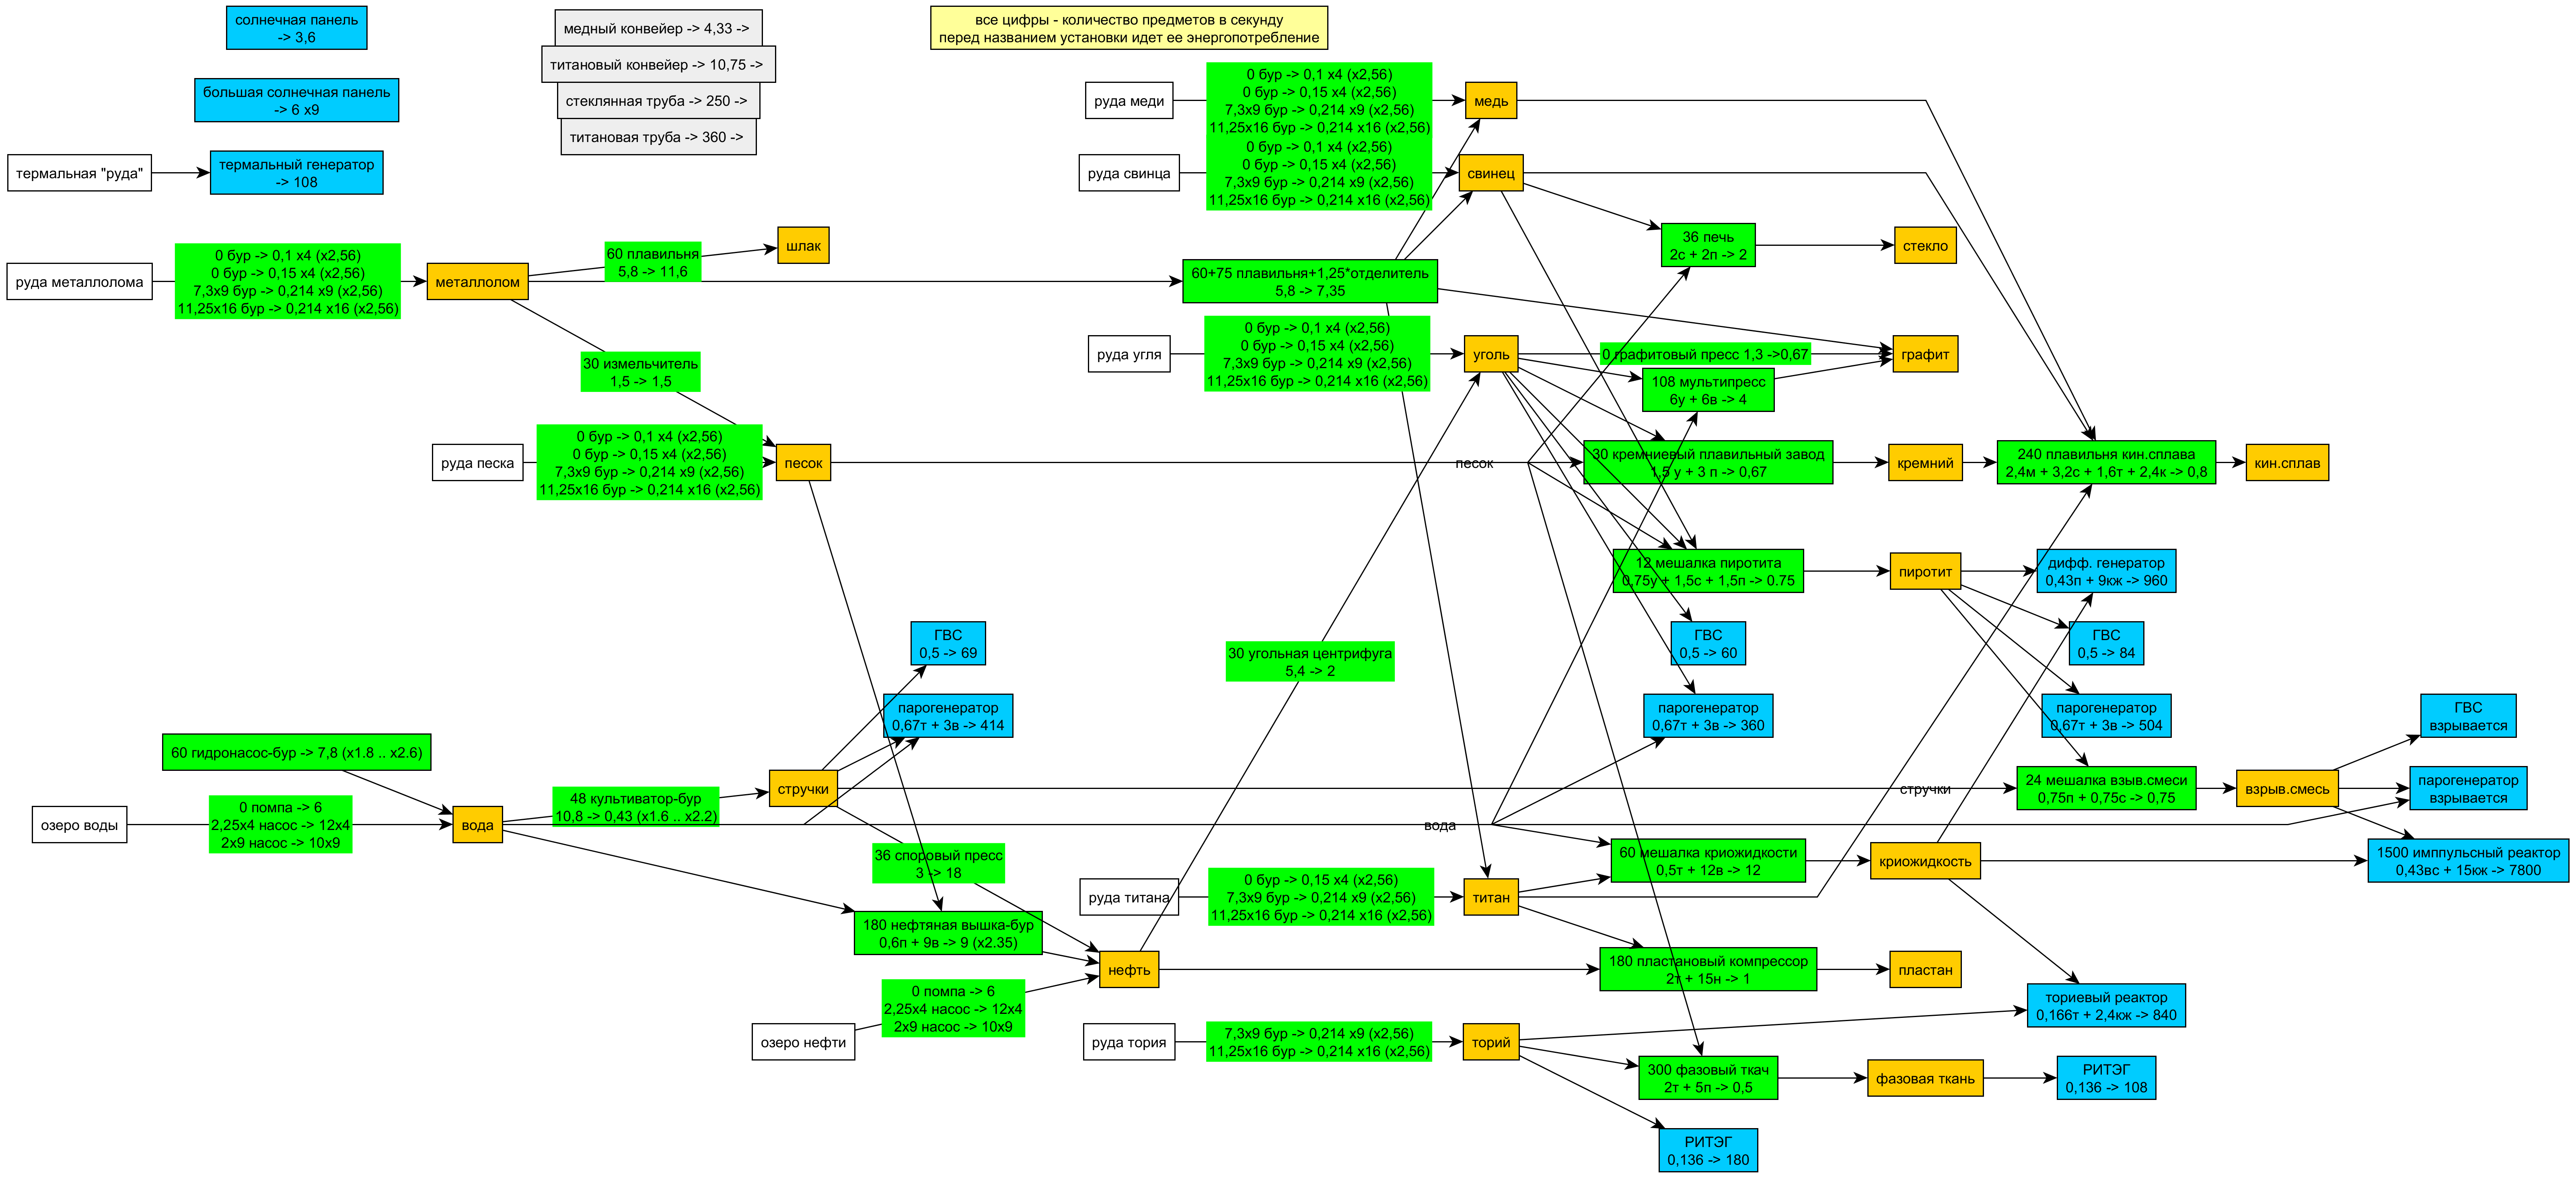 солнечная панель
-> 3,6
большая солнечная панель
-> 6 x9
термальная "руда"
термальный генератор
-> 108
медный конвейер -> 4,33 ->
титановый конвейер -> 10,75 ->
стеклянная труба -> 250 ->
титановая труба -> 360 ->
все цифры - количество предметов в секунду
перед названием установки идет ее энергопотребление
руда меди
0 бур -> 0,1 x4 (x2,56)
0 бур -> 0,15 x4 (x2,56)
7,3x9 бур -> 0,214 x9 (x2,56)
11,25x16 бур -> 0,214 x16 (x2,56)
медь
руда свинца
0 бур -> 0,1 x4 (x2,56)
0 бур -> 0,15 x4 (x2,56)
7,3x9 бур -> 0,214 x9 (x2,56)
11,25x16 бур -> 0,214 x16 (x2,56)
свинец
36 печь
2с + 2п -> 2
стекло
руда металлолома
0 бур -> 0,1 x4 (x2,56)
0 бур -> 0,15 x4 (x2,56)
7,3x9 бур -> 0,214 x9 (x2,56)
11,25x16 бур -> 0,214 x16 (x2,56)
металлолом
60 плавильня
5,8 -> 11,6
шлак
60+75 плавильня+1,25*отделитель
5,8 -> 7,35
30 измельчитель
1,5 -> 1,5
руда угля
0 бур -> 0,1 x4 (x2,56)
0 бур -> 0,15 x4 (x2,56)
7,3x9 бур -> 0,214 x9 (x2,56)
11,25x16 бур -> 0,214 x16 (x2,56)
уголь
0 графитовый пресс 1,3 ->0,67
графит
108 мультипресс
6у + 6в -> 4
руда песка
0 бур -> 0,1 x4 (x2,56)
0 бур -> 0,15 x4 (x2,56)
7,3x9 бур -> 0,214 x9 (x2,56)
11,25x16 бур -> 0,214 x16 (x2,56)
песок
песок
30 кремниевый плавильный завод
1,5 у + 3 п -> 0,67
кремний
240 плавильня кин.сплава
2,4м + 3,2с + 1,6т + 2,4к -> 0,8
кин.сплав
12 мешалка пиротита
0,75у + 1,5с + 1,5п -> 0.75
пиротит
дифф. генератор
0,43п + 9кж -> 960
ГВС
0,5 -> 69
ГВС
0,5 -> 60
ГВС
0,5 -> 84
30 угольная центрифуга
5,4 -> 2
парогенератор
0,67т + 3в -> 414
парогенератор
0,67т + 3в -> 360
парогенератор
0,67т + 3в -> 504
ГВС
взрывается
60 гидронасос-бур -> 7,8 (x1.8 .. x2.6)
озеро воды
0 помпа -> 6
2,25x4 насос -> 12x4
2x9 насос -> 10x9
вода
48 культиватор-бур
10,8 -> 0,43 (x1.6 .. x2.2)
стручки
стручки
24 мешалка взыв.смеси
0,75п + 0,75с -> 0,75
взрыв.смесь
парогенератор
взрывается
вода
36 споровый пресс
3 -> 18
60 мешалка криожидкости
0,5т + 12в -> 12
криожидкость
1500 имппульсный реактор
0,43вс + 15кж -> 7800
руда титана
0 бур -> 0,15 x4 (x2,56)
7,3x9 бур -> 0,214 x9 (x2,56)
11,25x16 бур -> 0,214 x16 (x2,56)
титан
180 нефтяная вышка-бур
0,6п + 9в -> 9 (x2.35)
нефть
180 пластановый компрессор
2т + 15н -> 1
пластан
озеро нефти
0 помпа -> 6
2,25x4 насос -> 12x4
2x9 насос -> 10x9
ториевый реактор
0,166т + 2,4кж -> 840
руда тория
7,3x9 бур -> 0,214 x9 (x2,56)
11,25x16 бур -> 0,214 x16 (x2,56)
торий
300 фазовый ткач
2т + 5п -> 0,5
фазовая ткань
РИТЭГ
0,136 -> 108
РИТЭГ
0,136 -> 180